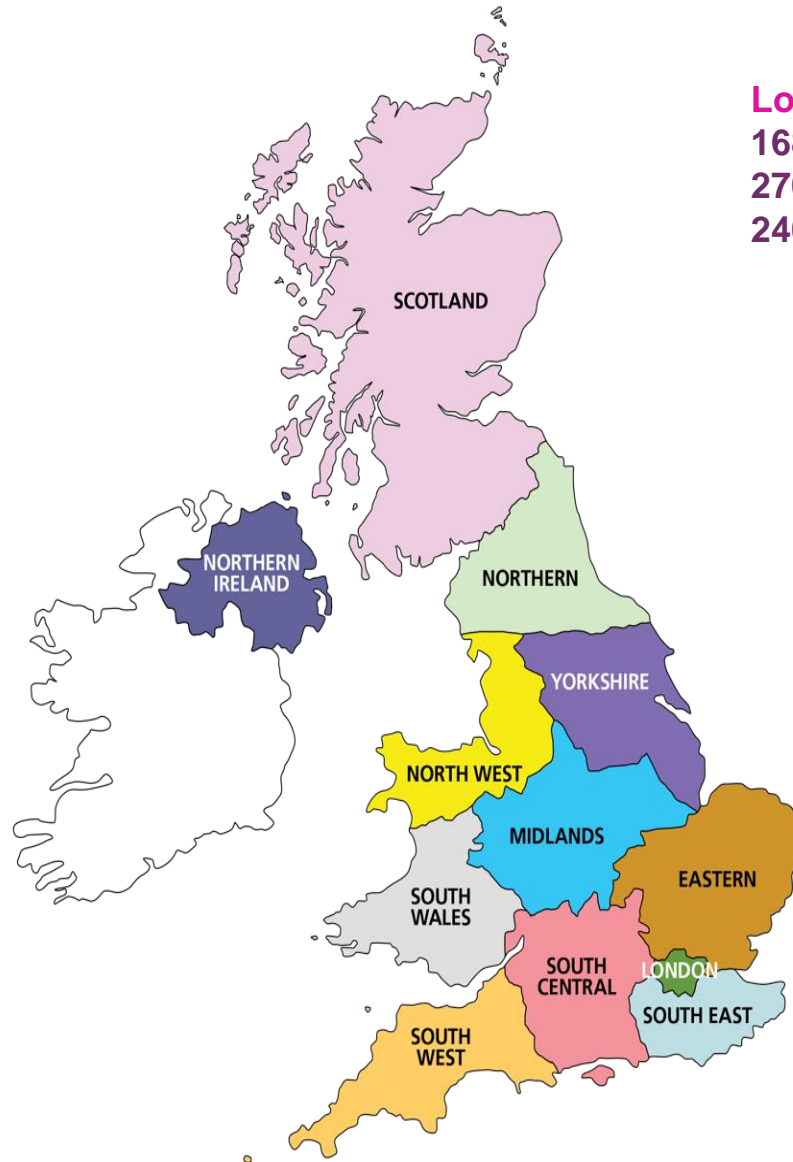 SCOTLAND
NORTHERN
IRELAND
NORTHERN
YORKSHIRE
NORTH WEST
MIDLANDS
EASTERN
SOUTH
WALES
SOUTH
CENTRAL
LONDON
SOUTH EAST
SOUTH
WEST